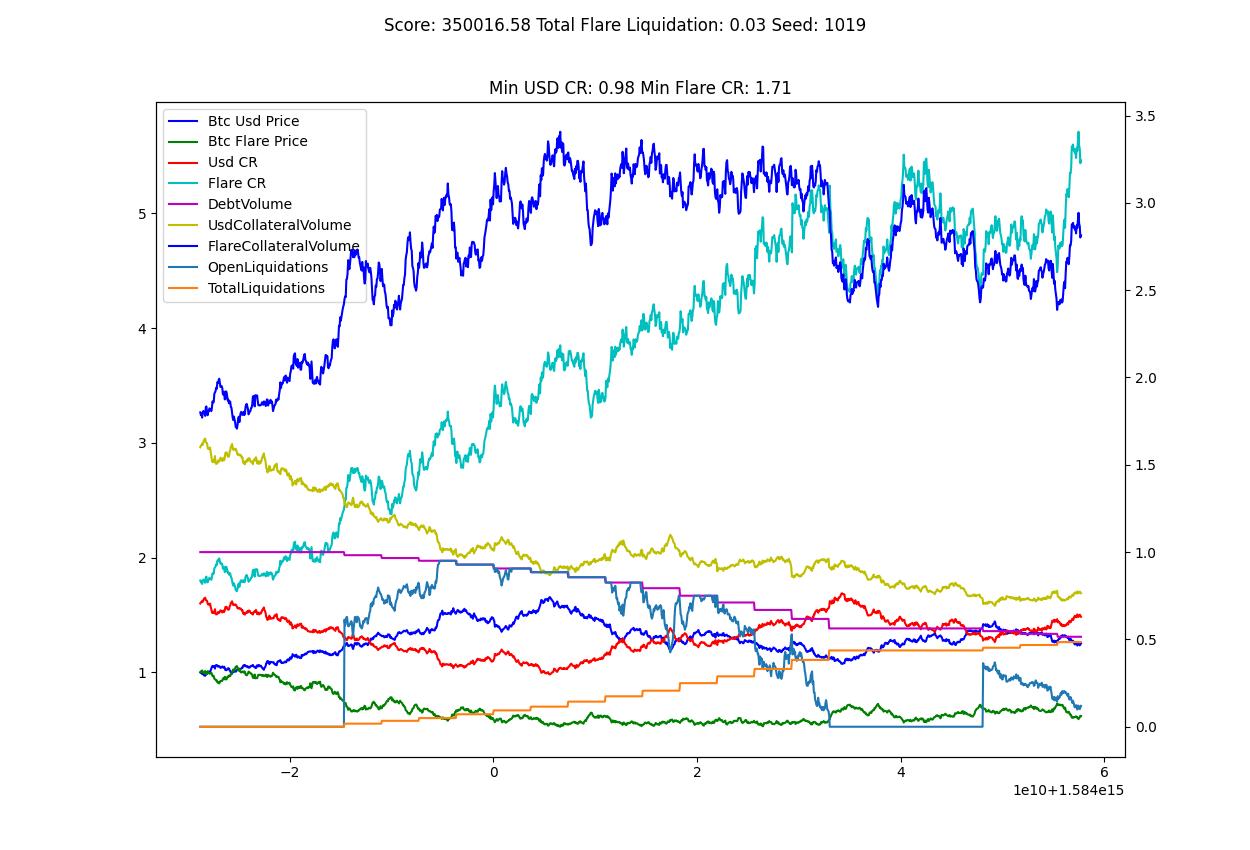 Score: 350016.58 Total Flare Liquidation: 0.03 Seed: 1019
Min USD CR: 0.98 Min Flare CR: 1.71
Btc Usd Price
Btc Flare Price
Usd CR
Flare CR
DebtVolume
UsdCollateralVolume
FlareCollateralVolume
OpenLiquidations
TotalLiquidations
5
4
3
2
1
3.5
3.0
2.5
2.0
1.5
1.0
0.5
0.0
−2 0 2 4 6
1e10+1.584e15